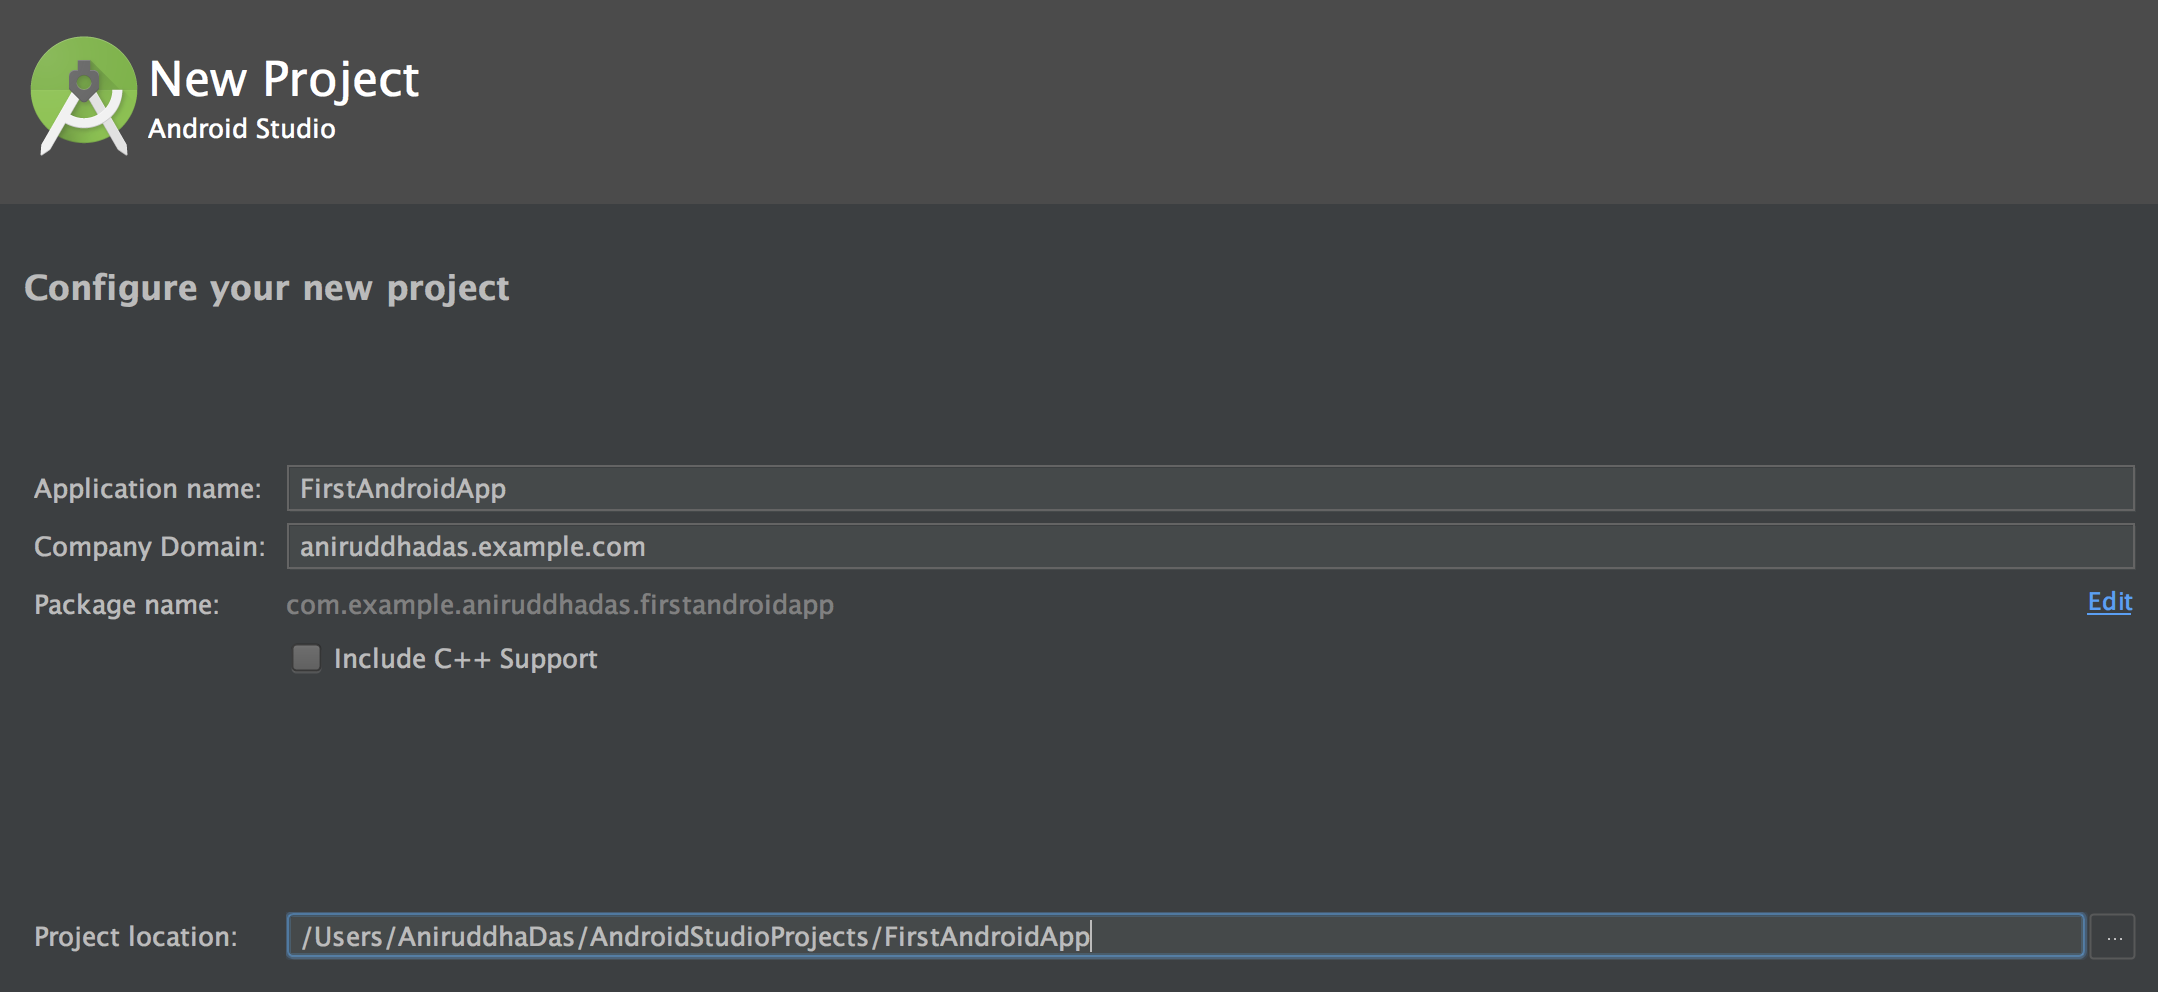 New Project
Android Studio
Configure your new project
Application name: FirstAndroidApp
Company Domain: aniruddhadas.example.com
Package name: com.example.aniruddhadas.firstandroidapp Edit
Include C++ Support
Project location: /Users/AniruddhaDas/AndroidStudioProjects/FirstAndroidApp ...